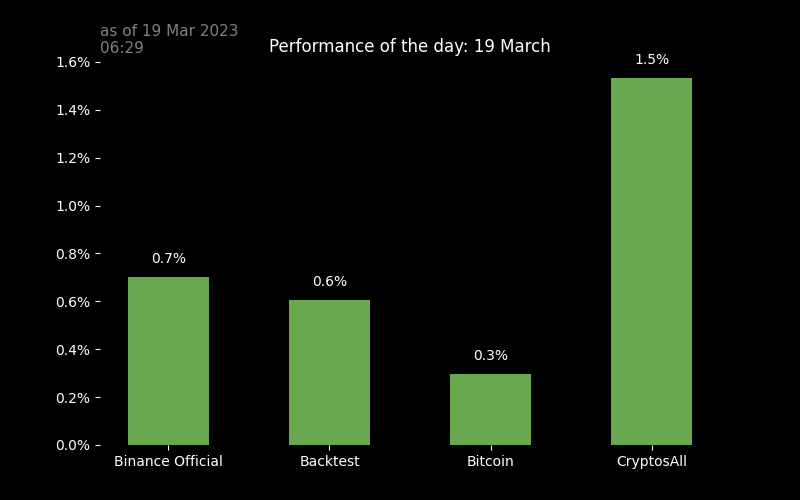 as of 19 Mar 2023
06:29
Performance of the day: 19 March
1.6%
1.4%
1.2%
1.0%
0.8%
0.6%
0.4%
0.2%
0.0%
0.7%
0.6%
0.3%
1.5%
Binance Official
Backtest
Bitcoin
CryptosAll